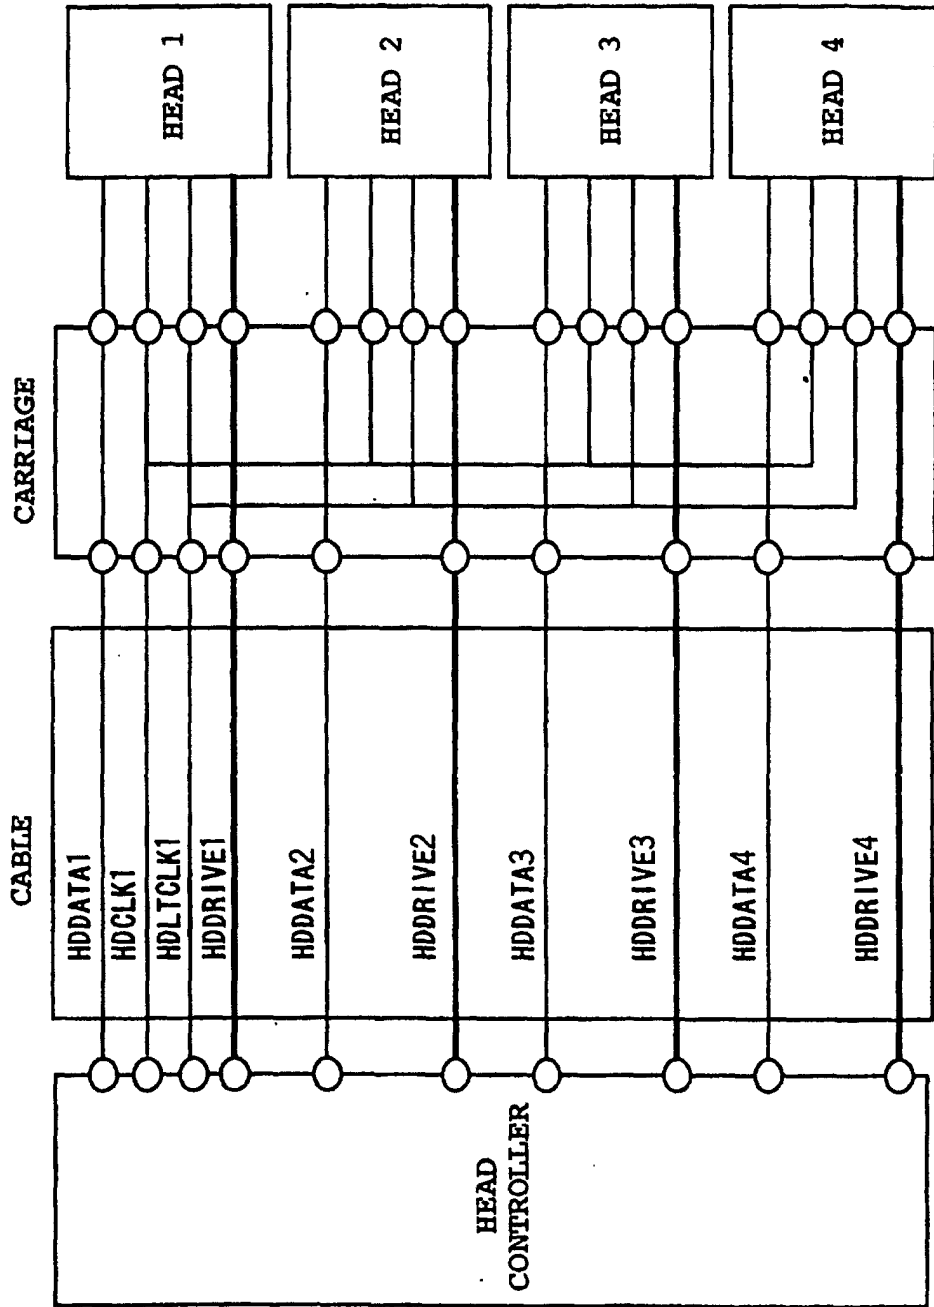 HEAD 1
HEAD 2
HEAD 3
HEAD 4
CARRIAGE
CABLE
HDDATA1
HDCLK1
HDLTCLK1
HDDRIVE1
HDDATA2
HDDRIVE2
HDDATA3
HDDRIVE3
HDDATA4
HDDRIVE4
HEAD
CONTROLLER